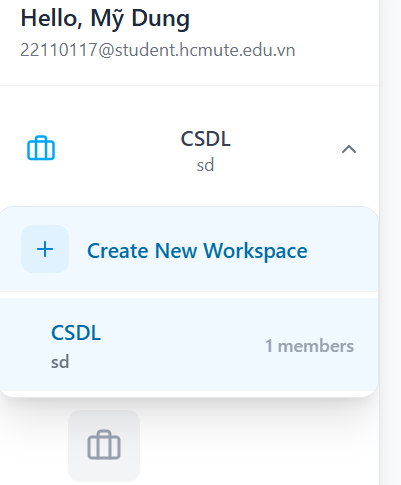 Hello, Mỹ Dung
22110117@student.hcmute.edu.vn
CSDL
sd
Create New Workspace
CSDL
1 members
sd